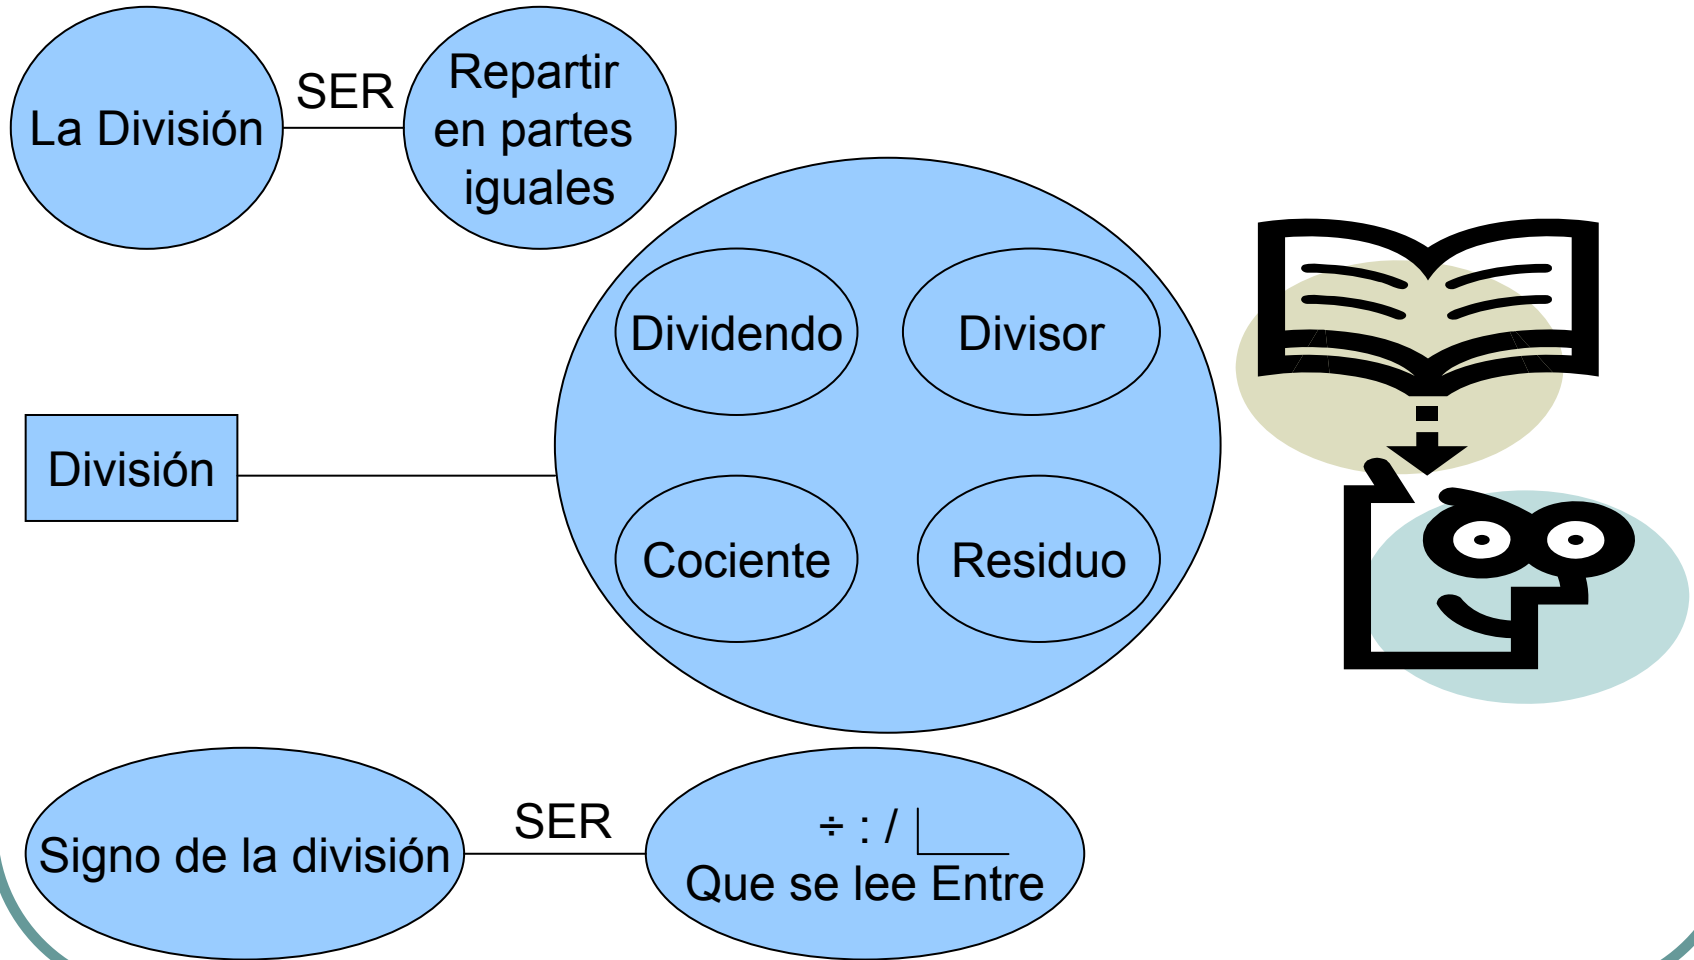 La División
SER
Repartir
en partes
iguales
Dividendo
Divisor
División
Cociente
Residuo
Signo de la división
SER
÷ : /
Que se lee Entre